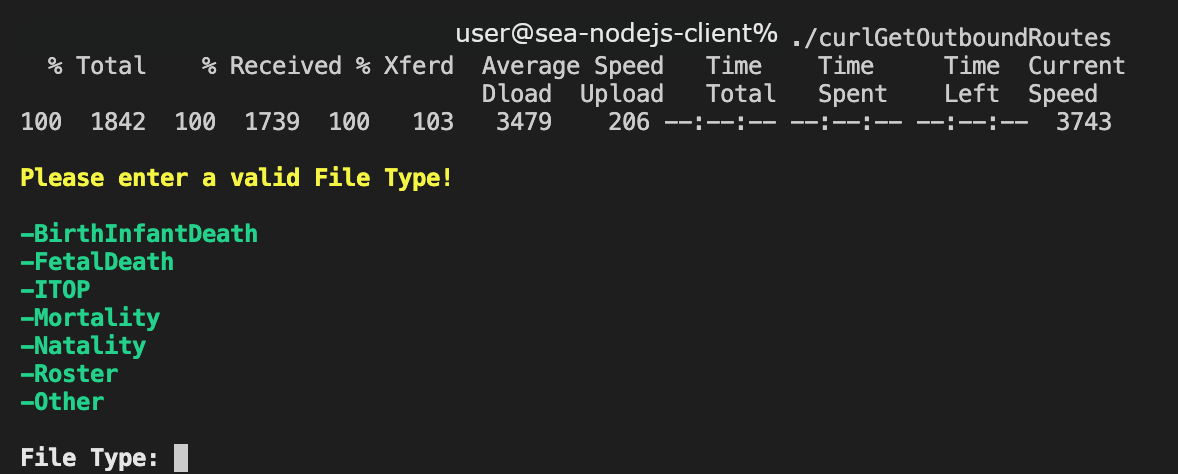 user@sea-nodejs-client% ./curlGetOutboundRoutes
% Total % Received % Xferd Average Speed Time Time Time Current
Dload Upload Total Spent Left Speed
100 1842 100 1739 100 103 3479 206 --:--:-- --:--:-- --:--:-- 3743
Please enter a valid File Type!
-BirthInfantDeath
-FetalDeath
-ITOP
-Mortality
-Natality
-Roster
-Other
File Type: